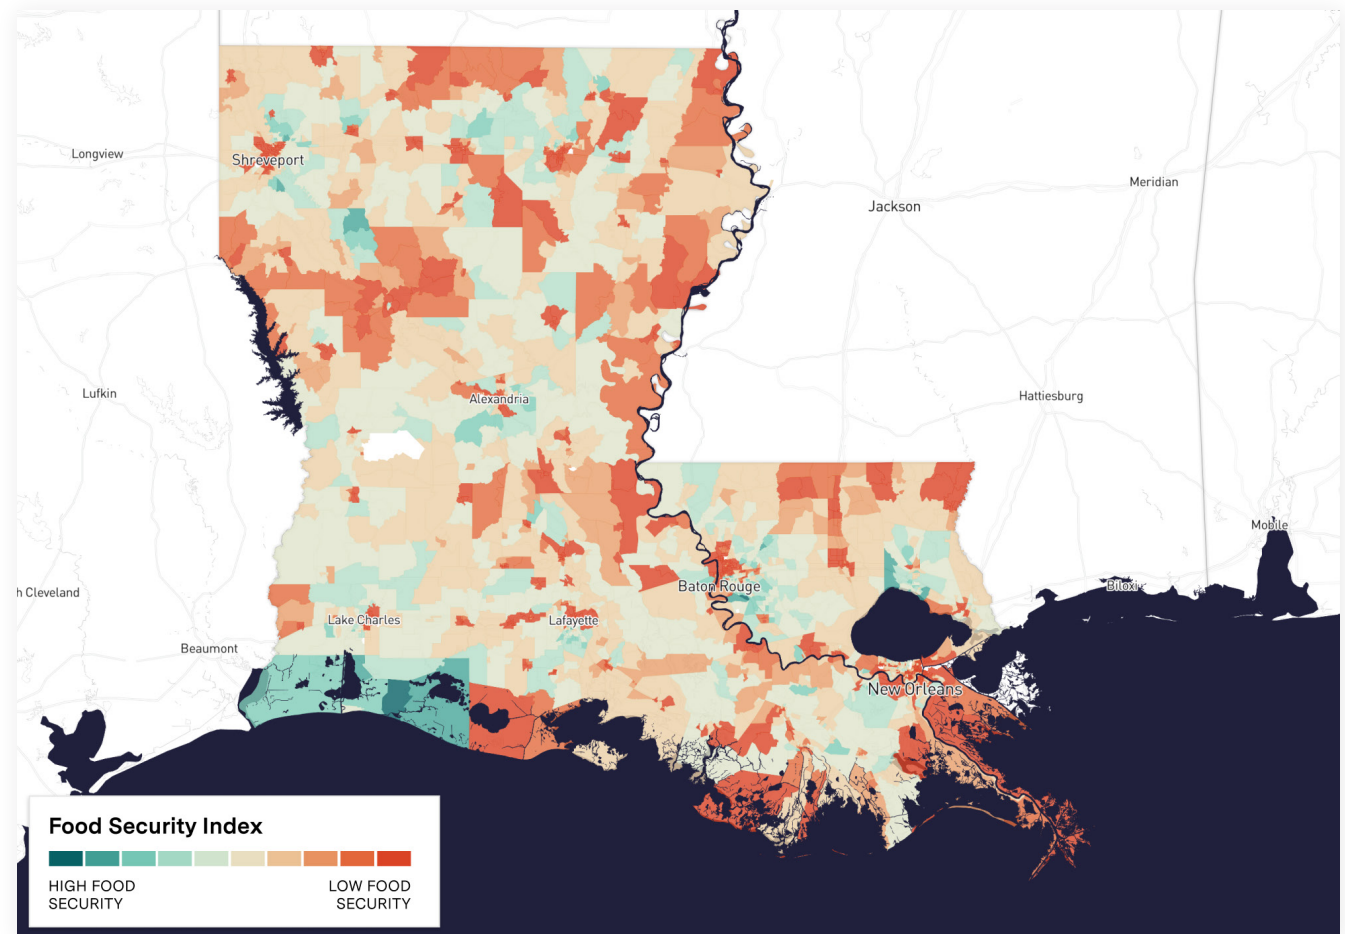 Longview
Shreveport
Meridian
Jackson
Lufkin
Alexandria
Hattiesburg
Mobile
h Cleveland
Baton Rouge
Biloxi
Lake Charles
Lafayette
Beaumont
New Orleans
Food Security Index
HIGH FOOD
SECURITY
LOW FOOD
SECURITY